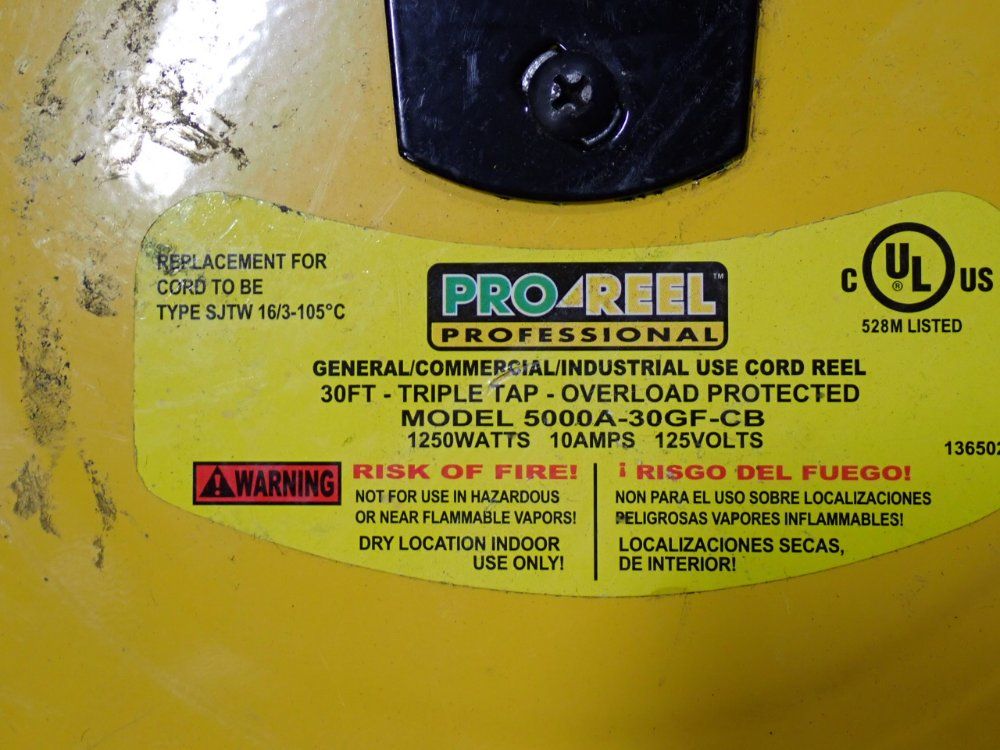 REPLACEMENT FOR
CORD TO BE
TYPE SJTW 16/3-105°C
PRO REEL™
PROFESSIONAL
C UL ® US
528M LISTED
GENERAL/COMMERCIAL/INDUSTRIAL USE CORD REEL
30FT - TRIPLE TAP - OVERLOAD PROTECTED
MODEL 5000A-30GF-CB
1250WATTS 10AMPS 125VOLTS
136502
WARNING
RISK OF FIRE!
NOT FOR USE IN HAZARDOUS
OR NEAR FLAMMABLE VAPORS!
DRY LOCATION INDOOR
USE ONLY!
¡ RISGO DEL FUEGO!
NON PARA EL USO SOBRE LOCALIZACIONES
PELIGROSAS VAPORES INFLAMMABLES!
LOCALIZACIONES SECAS,
DE INTERIOR!